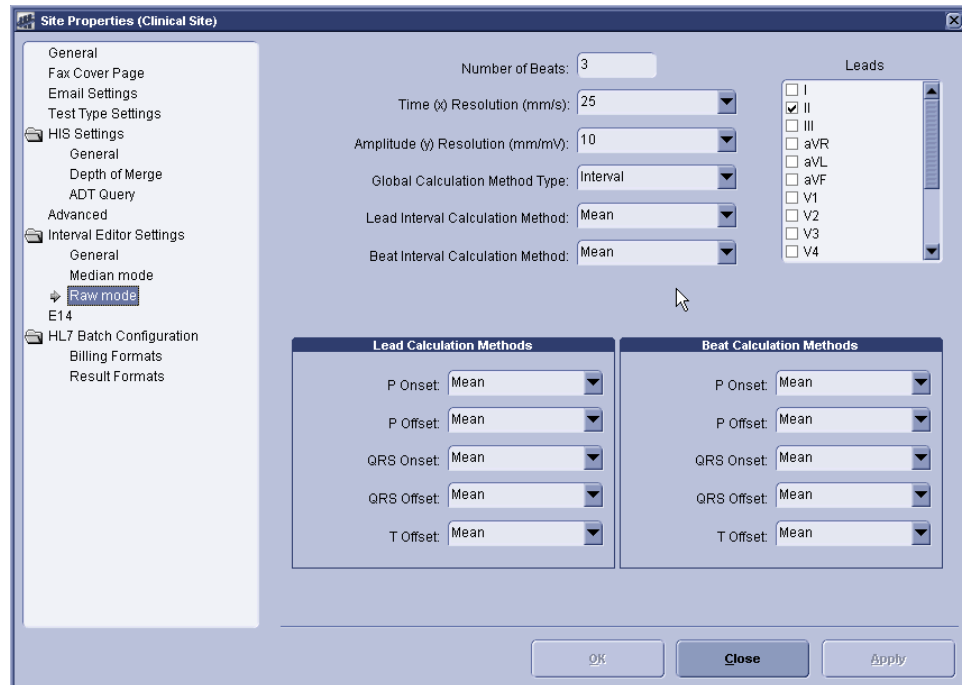 Site Properties (Clinical Site)
General
Fax Cover Page
Email Settings
Test Type Settings
HIS Settings
General
Depth of Merge
ADT Query
Advanced
Interval Editor Settings
General
Median mode
Raw mode
E14
HL7 Batch Configuration
Billing Formats
Result Formats
Number of Beats: 3
Time (x) Resolution (mm/s): 25
Amplitude (y) Resolution (mm/mV): 10
Global Calculation Method Type: Interval
Lead Interval Calculation Method: Mean
Beat Interval Calculation Method: Mean
Leads
I
II
III
aVR
aVL
aVF
V1
V2
V3
V4
Lead Calculation Methods
P Onset: Mean
P Offset: Mean
QRS Onset: Mean
QRS Offset: Mean
T Offset: Mean
Beat Calculation Methods
P Onset: Mean
P Offset: Mean
QRS Onset: Mean
QRS Offset: Mean
T Offset: Mean
OK
Close
Apply